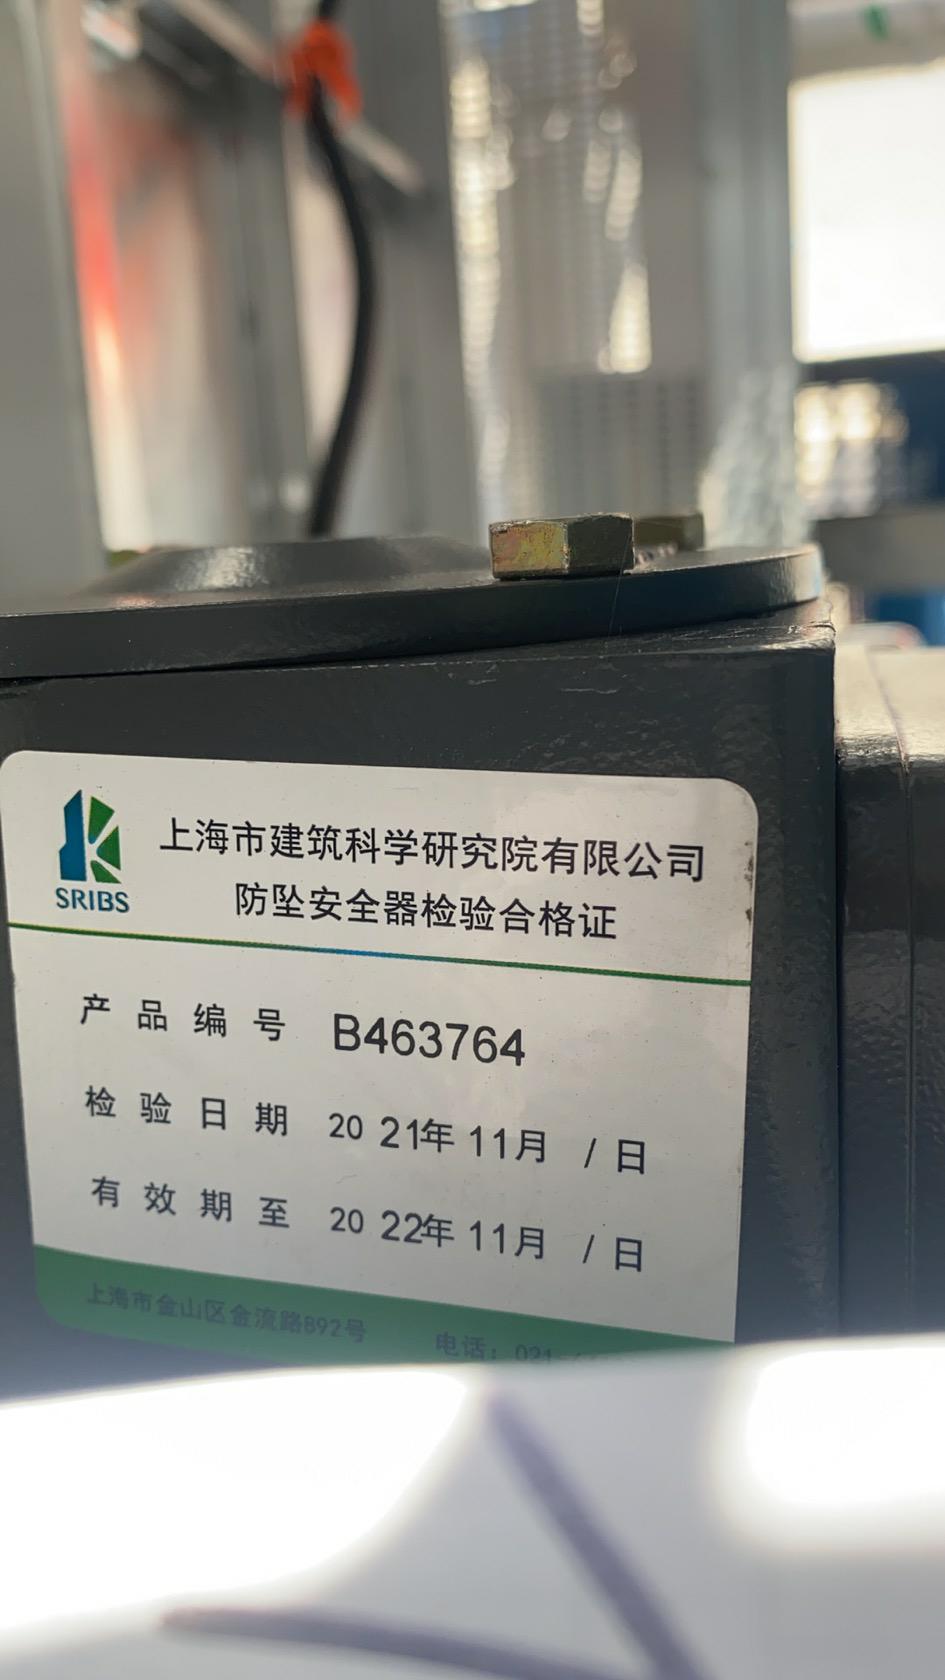 SRIBS
上海市建筑科学研究院有限公司
防坠安全器检验合格证
产品编号 B463764
检验日期 2021年11月 / 日
有效期至 2022年11月 / 日
上海市金山区金流路892号 电话：021-